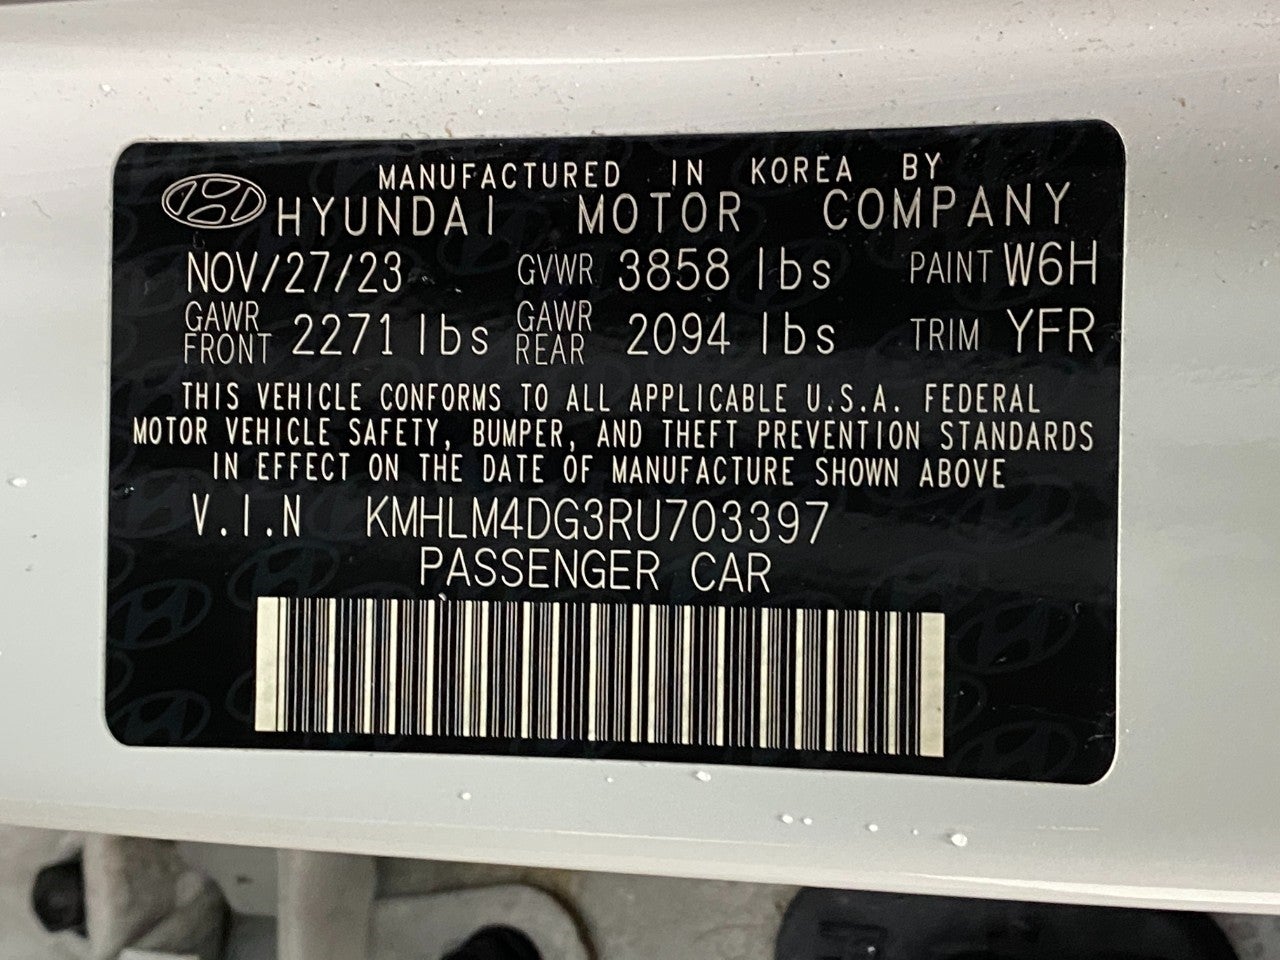 MANUFACTURED IN KOREA BY
HYUNDAI MOTOR COMPANY
NOV/27/23 GVWR 3858 lbs PAINT W6H
GAWR FRONT 2271 lbs GAWR REAR 2094 lbs TRIM YFR
THIS VEHICLE CONFORMS TO ALL APPLICABLE U.S.A. FEDERAL
MOTOR VEHICLE SAFETY, BUMPER, AND THEFT PREVENTION STANDARDS
IN EFFECT ON THE DATE OF MANUFACTURE SHOWN ABOVE
V.I.N KMHLM4DG3RU703397
PASSENGER CAR